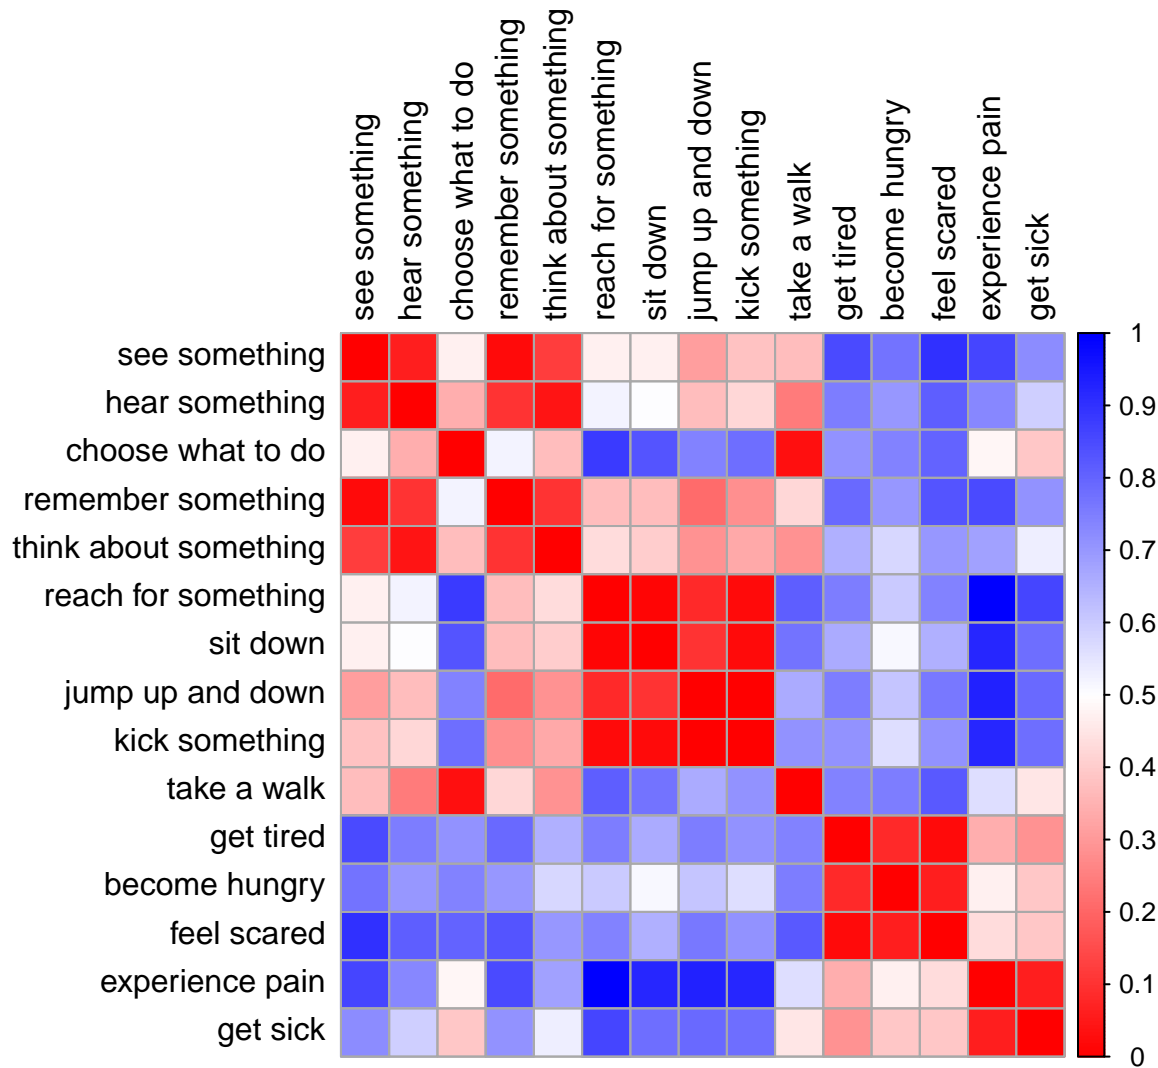 see something
hear something
choose what to do
remember something
think about something
reach for something
sit down
jump up and down
kick something
take a walk
get tired
become hungry
feel scared
experience pain
get sick
see something
hear something
choose what to do
remember something
think about something
reach for something
sit down
jump up and down
kick something
take a walk
get tired
become hungry
feel scared
experience pain
get sick
1
0.9
0.8
0.7
0.6
0.5
0.4
0.3
0.2
0.1
0